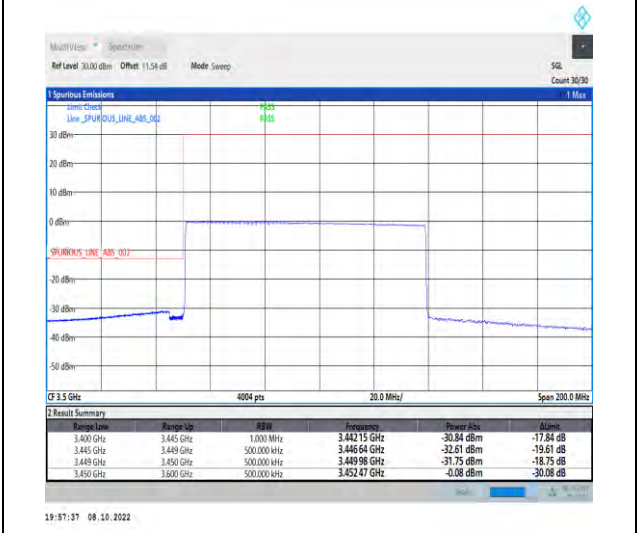 MultiView Spectrum
Ref Level 30.00 dBm Offset 11.54 dB Mode Sweep SGL
Count 30/30
1 Spurious Emissions 1 Max
Limit Check PASS
Line _SPURIOUS_LINE_ABS_002 PASS
30 dBm
20 dBm
10 dBm
0 dBm
SPURIOUS_LINE_ABS_002
-20 dBm
-30 dBm
-40 dBm
-50 dBm
CF 3.5 GHz 4004 pts 20.0 MHz/ Span 200.0 MHz
2 Result Summary
Range Low Range Up RBW Frequency Power Abs ΔLimit
3.400 GHz 3.445 GHz 1.000 MHz 3.442 15 GHz -30.84 dBm -17.84 dB
3.445 GHz 3.449 GHz 500.000 kHz 3.446 64 GHz -32.61 dBm -19.61 dB
3.449 GHz 3.450 GHz 500.000 kHz 3.449 98 GHz -31.75 dBm -18.75 dB
3.450 GHz 3.600 GHz 500.000 kHz 3.452 47 GHz -0.08 dBm -30.08 dB
19:57:37 08.10.2022